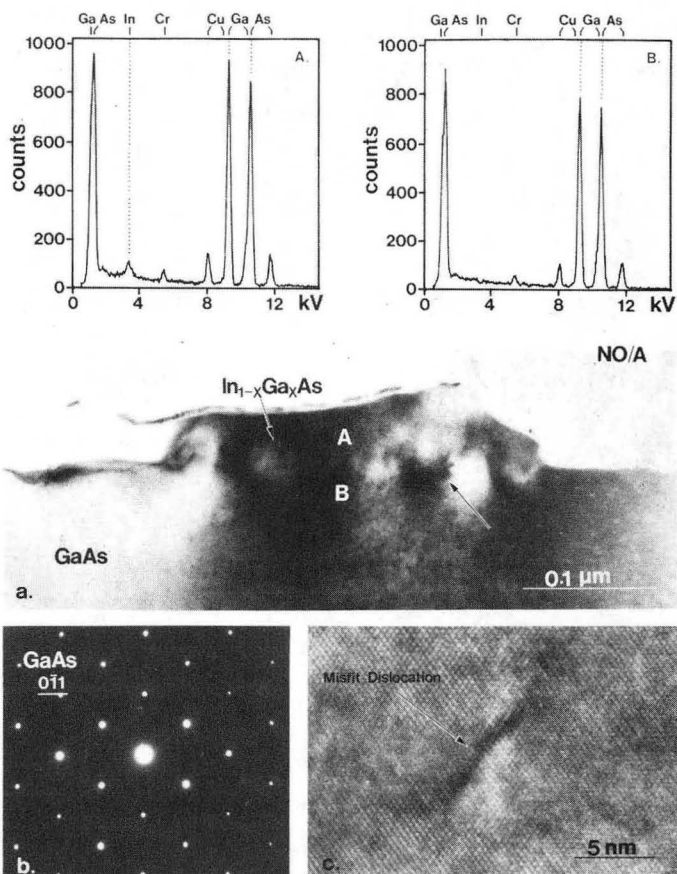 Ga As In Cr Cu Ga As
Ga As In Cr Cu Ga As
A.
B.
1000
800
600
400
200
0
counts
0 4 8 12 kV
1000
800
600
400
200
0
counts
0 4 8 12 kV
NO/A
In1-XGaXAs
A
B
GaAs
0.1 µm
a.
GaAs
01̄1
b.
Misfit Dislocation
5 nm
c.